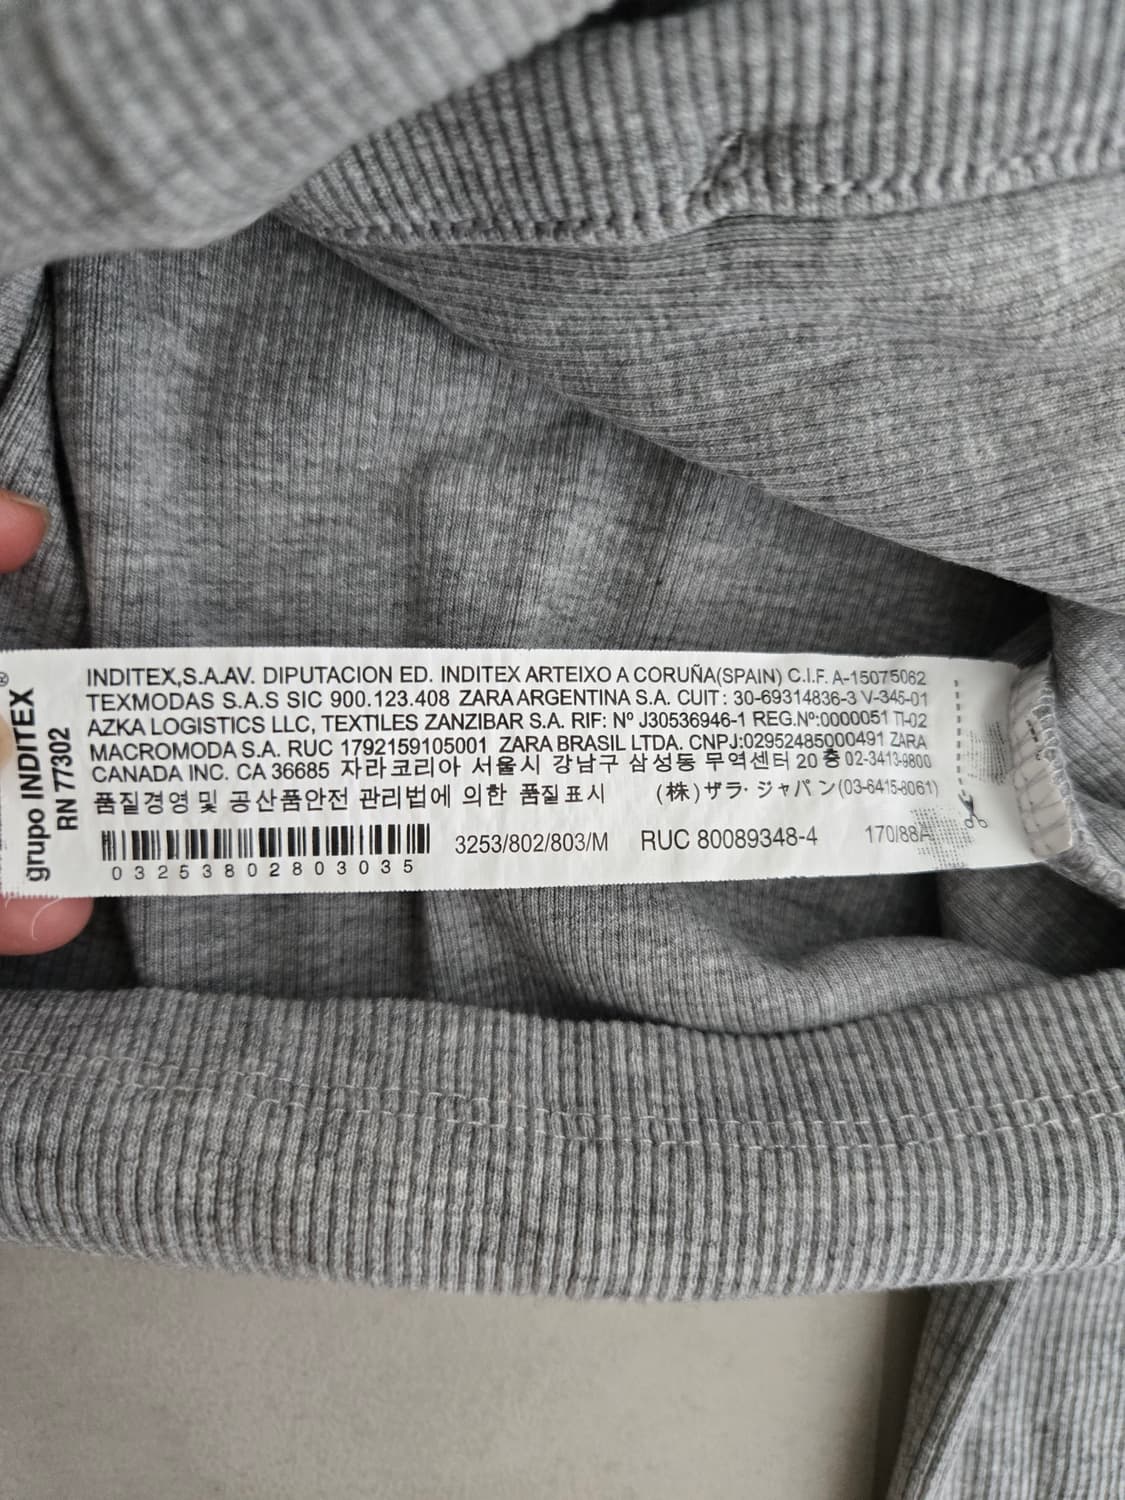 grupo INDITEX®
RN 77302
INDITEX,S.A.AV. DIPUTACION ED. INDITEX ARTEIXO A CORUÑA(SPAIN) C.I.F. A-15075062
TEXMODAS S.A.S SIC 900.123.408 ZARA ARGENTINA S.A. CUIT: 30-69314836-3 V-345-01
AZKA LOGISTICS LLC, TEXTILES ZANZIBAR S.A. RIF: Nº J30536946-1 REG.Nº:0000051 TI-02
MACROMODA S.A. RUC 1792159105001 ZARA BRASIL LTDA. CNPJ:02952485000491 ZARA
CANADA INC. CA 36685 자라코리아 서울시 강남구 삼성동 무역센터 20 층 02-3413-9800
품질경영 및 공산품안전 관리법에 의한 품질표시 (株)ザラ・ジャパン(03-6415-8061)
3253/802/803/M RUC 80089348-4 170/88A
03253802803035